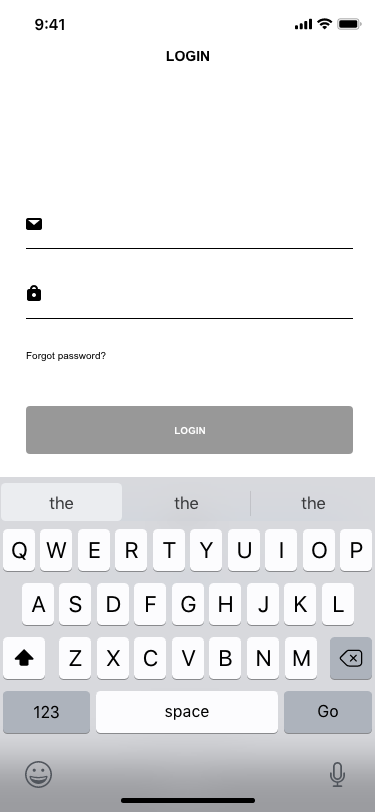 9:41
LOGIN
Forgot password?
LOGIN
the the the
Q W E R T Y U I O P
A S D F G H J K L
Z X C V B N M
123 space Go